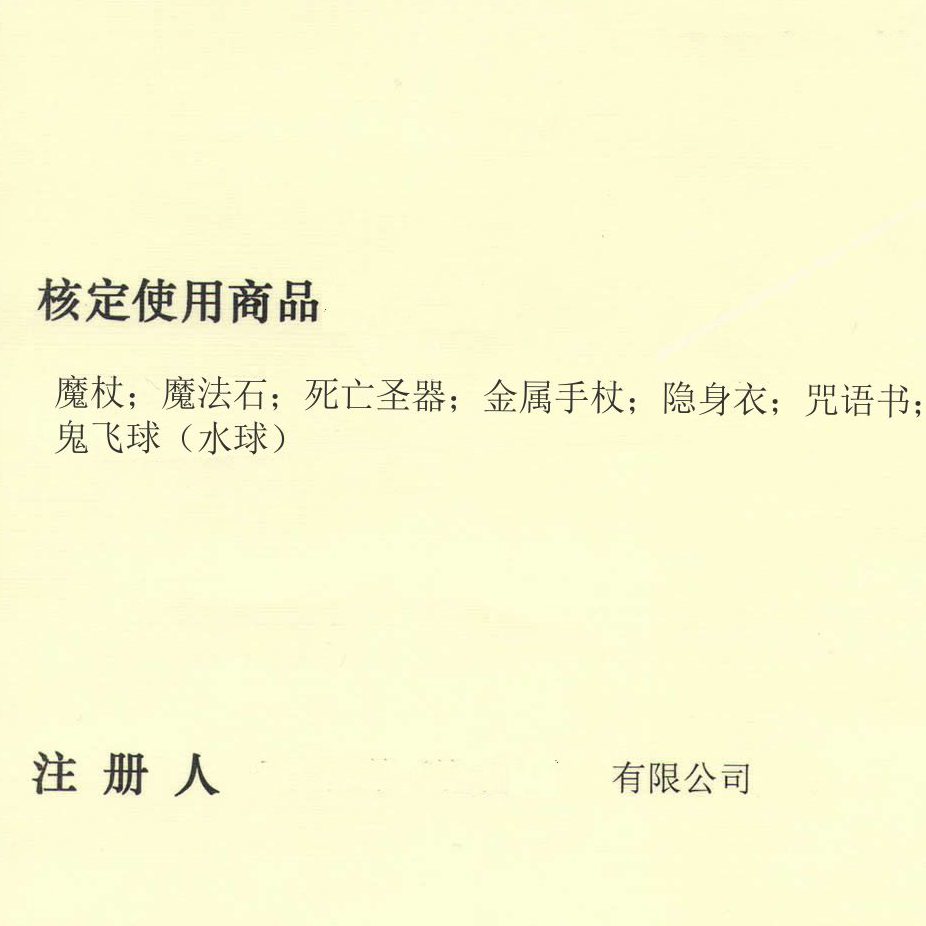 核定使用商品
魔杖；魔法石；死亡圣器；金属手杖；隐身衣；咒语书；
鬼飞球（水球）
注册人 有限公司